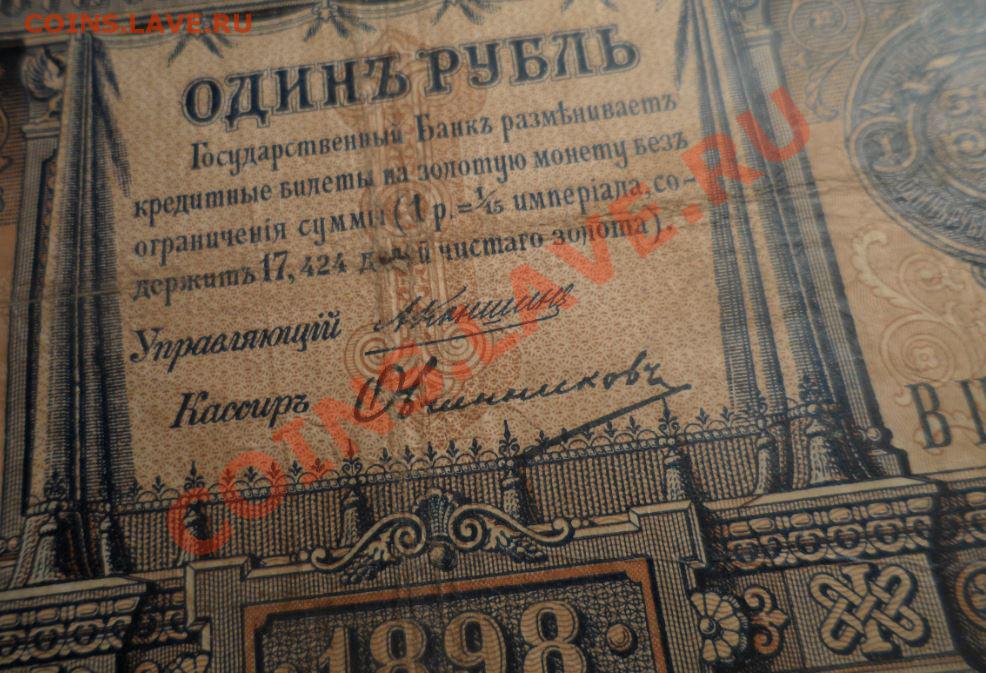 COINS.LAVE.RU
ОДИНЪ РУБЛЬ
Государственный Банкъ размѣниваетъ
кредитные билеты на золотую монету безъ
ограниченія суммы (1 р.=1/15 имперіала, со-
держитъ 17,424 долей чистаго золота).
Управляющій
Кассиръ
COINS.LAVE.RU
1898